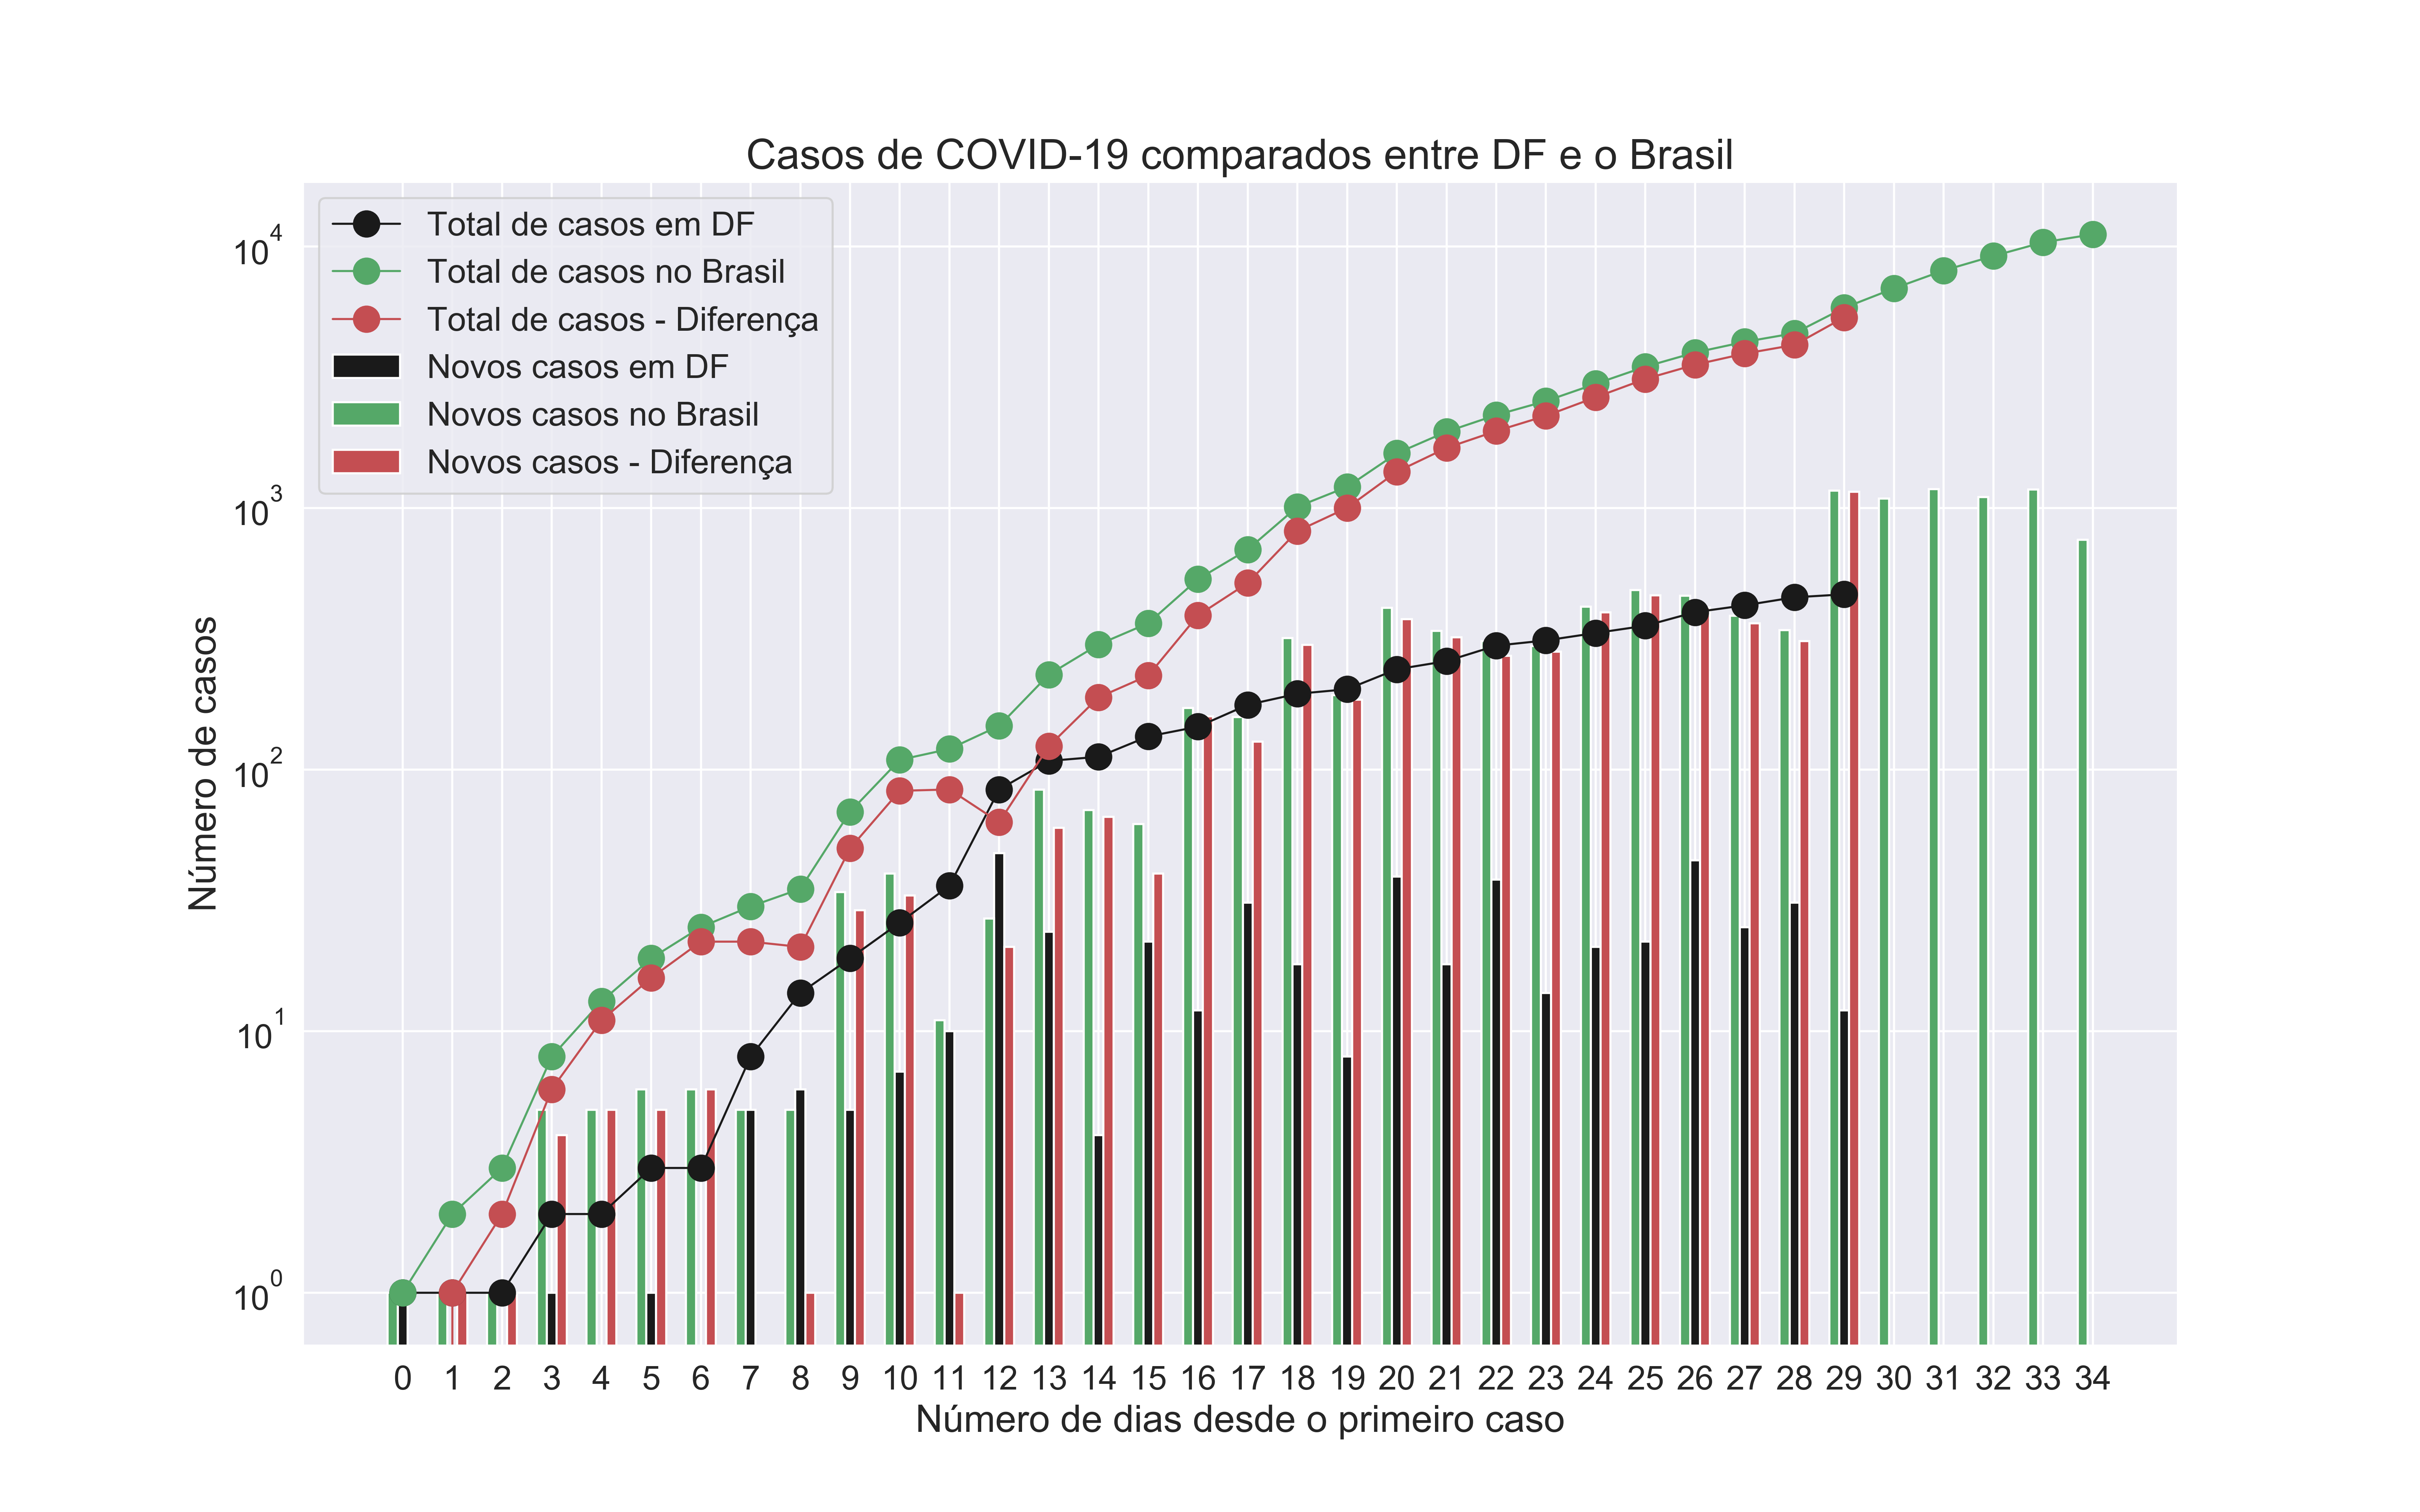 Casos de COVID-19 comparados entre DF e o Brasil
Total de casos em DF
Total de casos no Brasil
Total de casos - Diferença
Novos casos em DF
Novos casos no Brasil
Novos casos - Diferença
10^4
10^3
10^2
10^1
10^0
Número de casos
0 1 2 3 4 5 6 7 8 9 10 11 12 13 14 15 16 17 18 19 20 21 22 23 24 25 26 27 28 29 30 31 32 33 34
Número de dias desde o primeiro caso